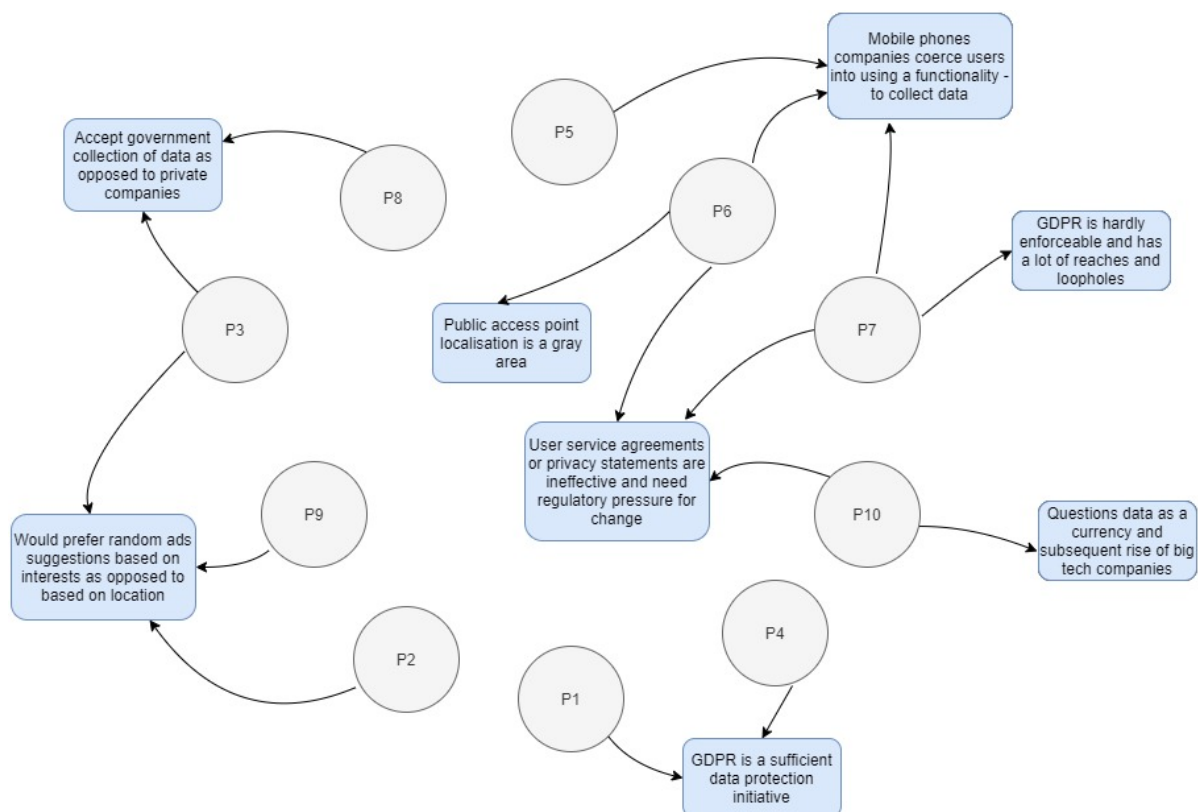 Mobile phones
companies coerce users
into using a functionality -
to collect data
P5
Accept government
collection of data as
opposed to private
companies
P8
P6
GDPR is hardly
enforceable and has
a lot of reaches and
loopholes
P3
Public access point
localisation is a gray
area
P7
User service agreements
or privacy statements are
ineffective and need
regulatory pressure for
change
P9
P10
Would prefer random ads
suggestions based on
interests as opposed to
based on location
Questions data as a
currency and
subsequent rise of big
tech companies
P4
P2
P1
GDPR is a sufficient
data protection
initiative